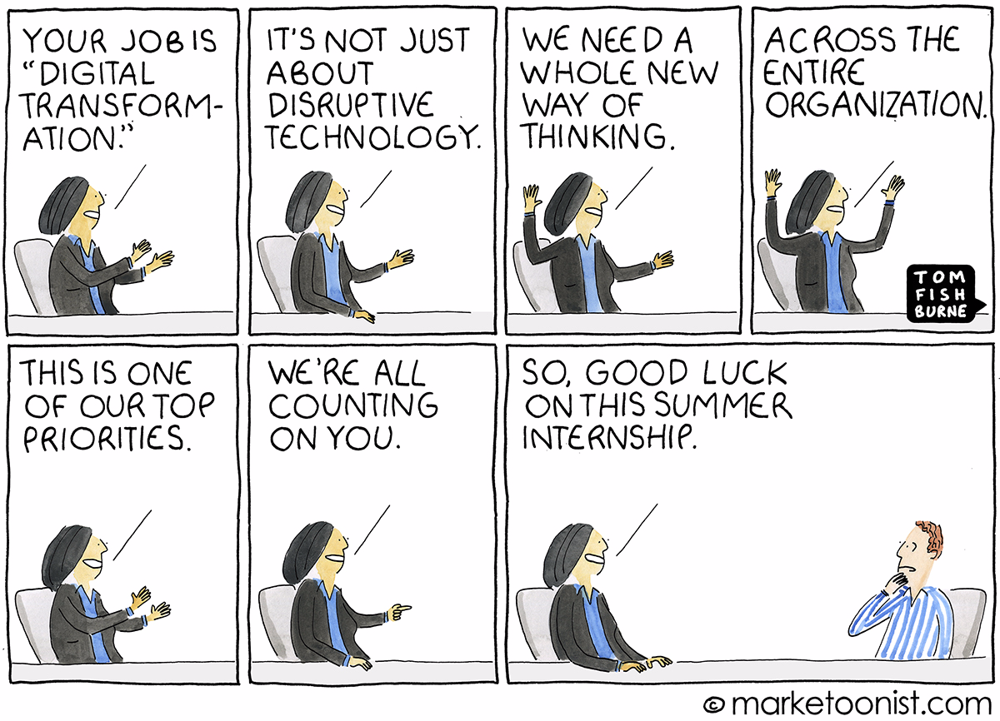 YOUR JOB IS
“DIGITAL
TRANSFORM-
ATION.”
IT'S NOT JUST
ABOUT
DISRUPTIVE
TECHNOLOGY.
WE NEED A
WHOLE NEW
WAY OF
THINKING.
ACROSS THE
ENTIRE
ORGANIZATION.
TOM
FISH
BURNE
THIS IS ONE
OF OUR TOP
PRIORITIES.
WE'RE ALL
COUNTING
ON YOU.
SO, GOOD LUCK
ON THIS SUMMER
INTERNSHIP.
© marketoonist.com